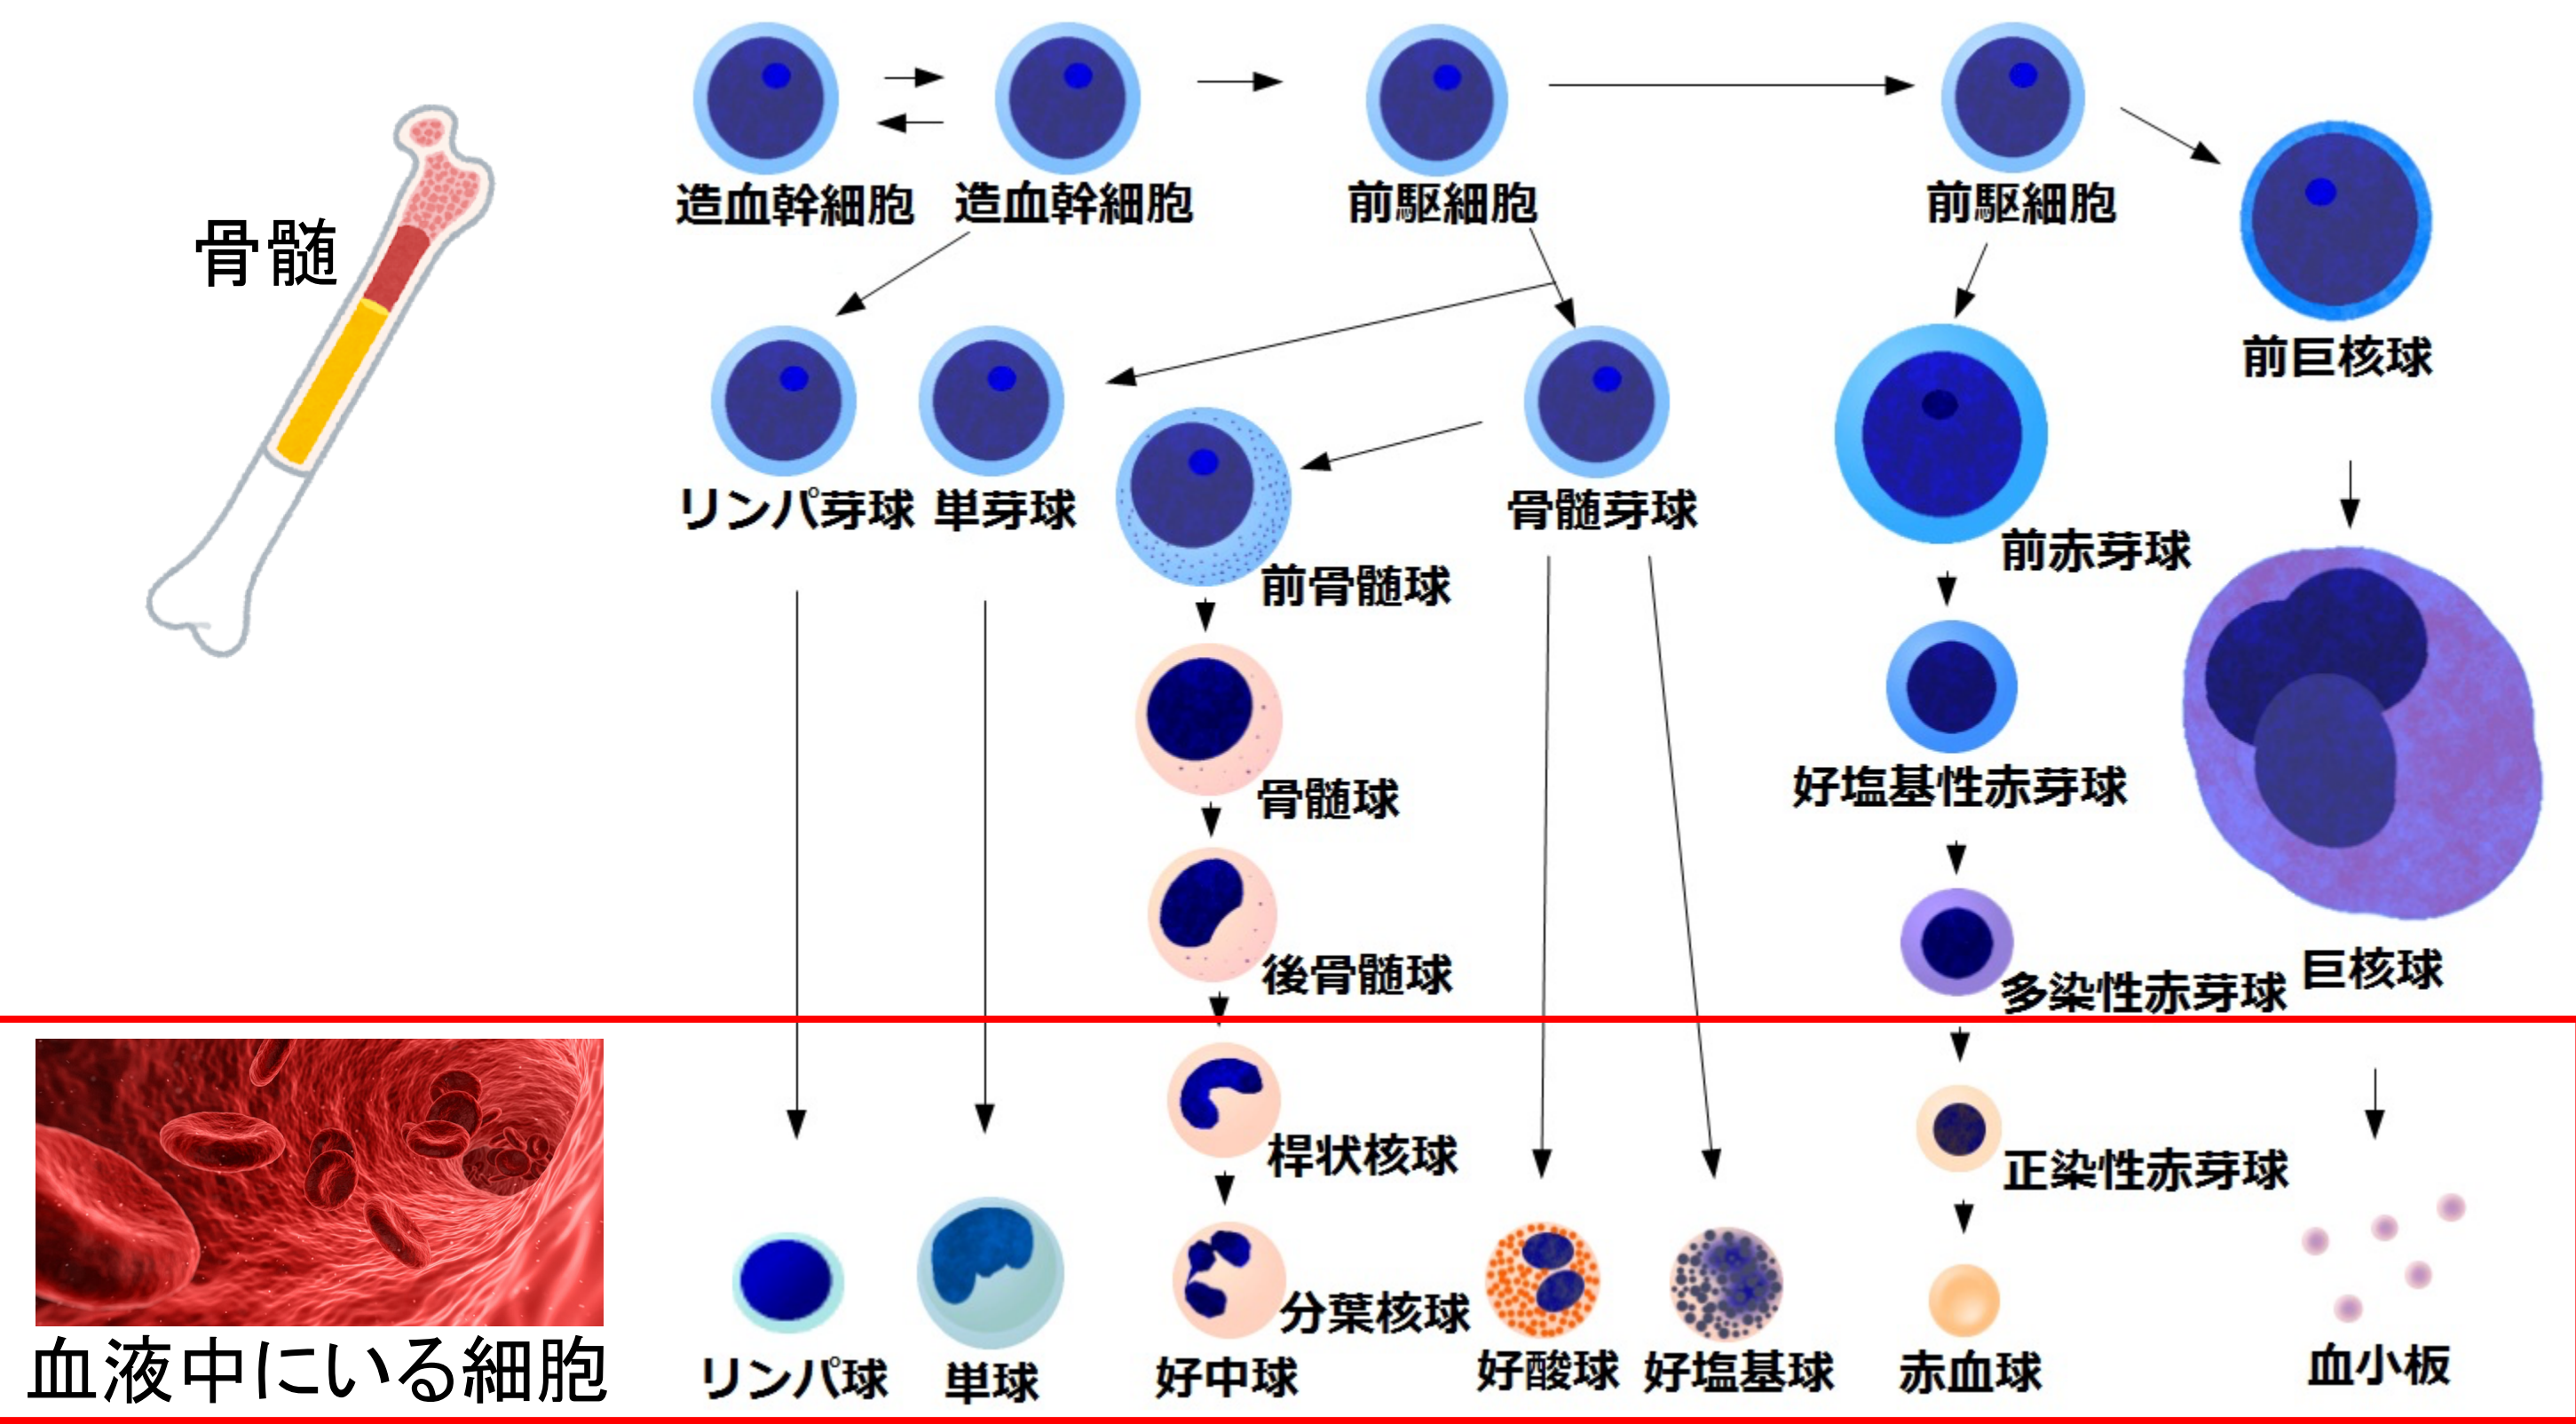 造血幹細胞
造血幹細胞
前駆細胞
前駆細胞
骨髄
前巨核球
リンパ芽球
単芽球
骨髄芽球
前赤芽球
前骨髄球
好塩基性赤芽球
骨髄球
後骨髄球
巨核球
多染性赤芽球
桿状核球
正染性赤芽球
分葉核球
血液中にいる細胞
リンパ球
単球
好中球
好酸球
好塩基球
赤血球
血小板